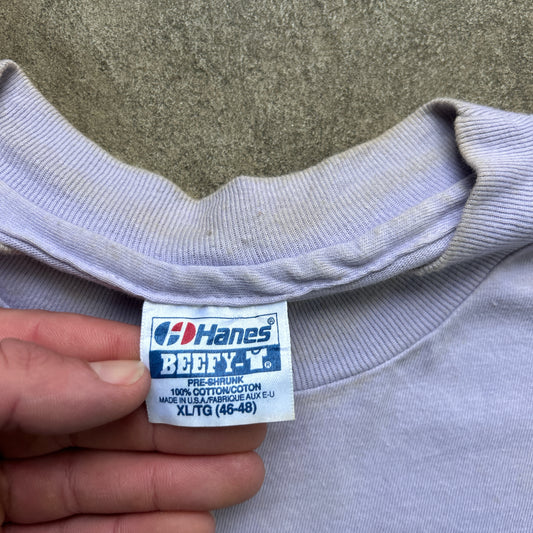 Hanes®
BEEFY-T®
PRE-SHRUNK
100% COTTON/COTON
MADE IN U.S.A/FABRIQUE AUX E-U
XL/TG (46-48)